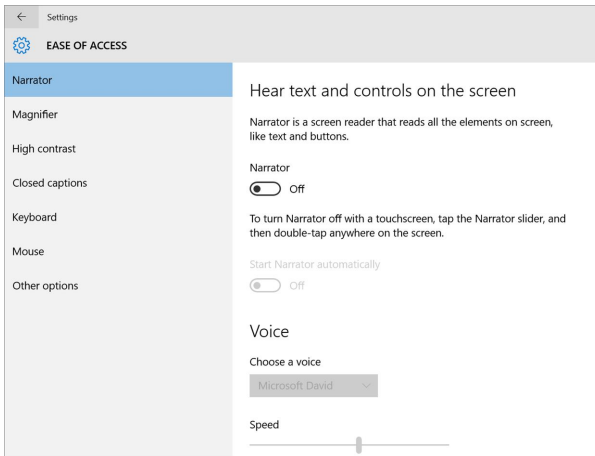 Settings
EASE OF ACCESS
Narrator
Magnifier
High contrast
Closed captions
Keyboard
Mouse
Other options
Hear text and controls on the screen
Narrator is a screen reader that reads all the elements on screen,
like text and buttons.
Narrator
Off
To turn Narrator off with a touchscreen, tap the Narrator slider, and
then double-tap anywhere on the screen.
Start Narrator automatically
Off
Voice
Choose a voice
Microsoft David
Speed